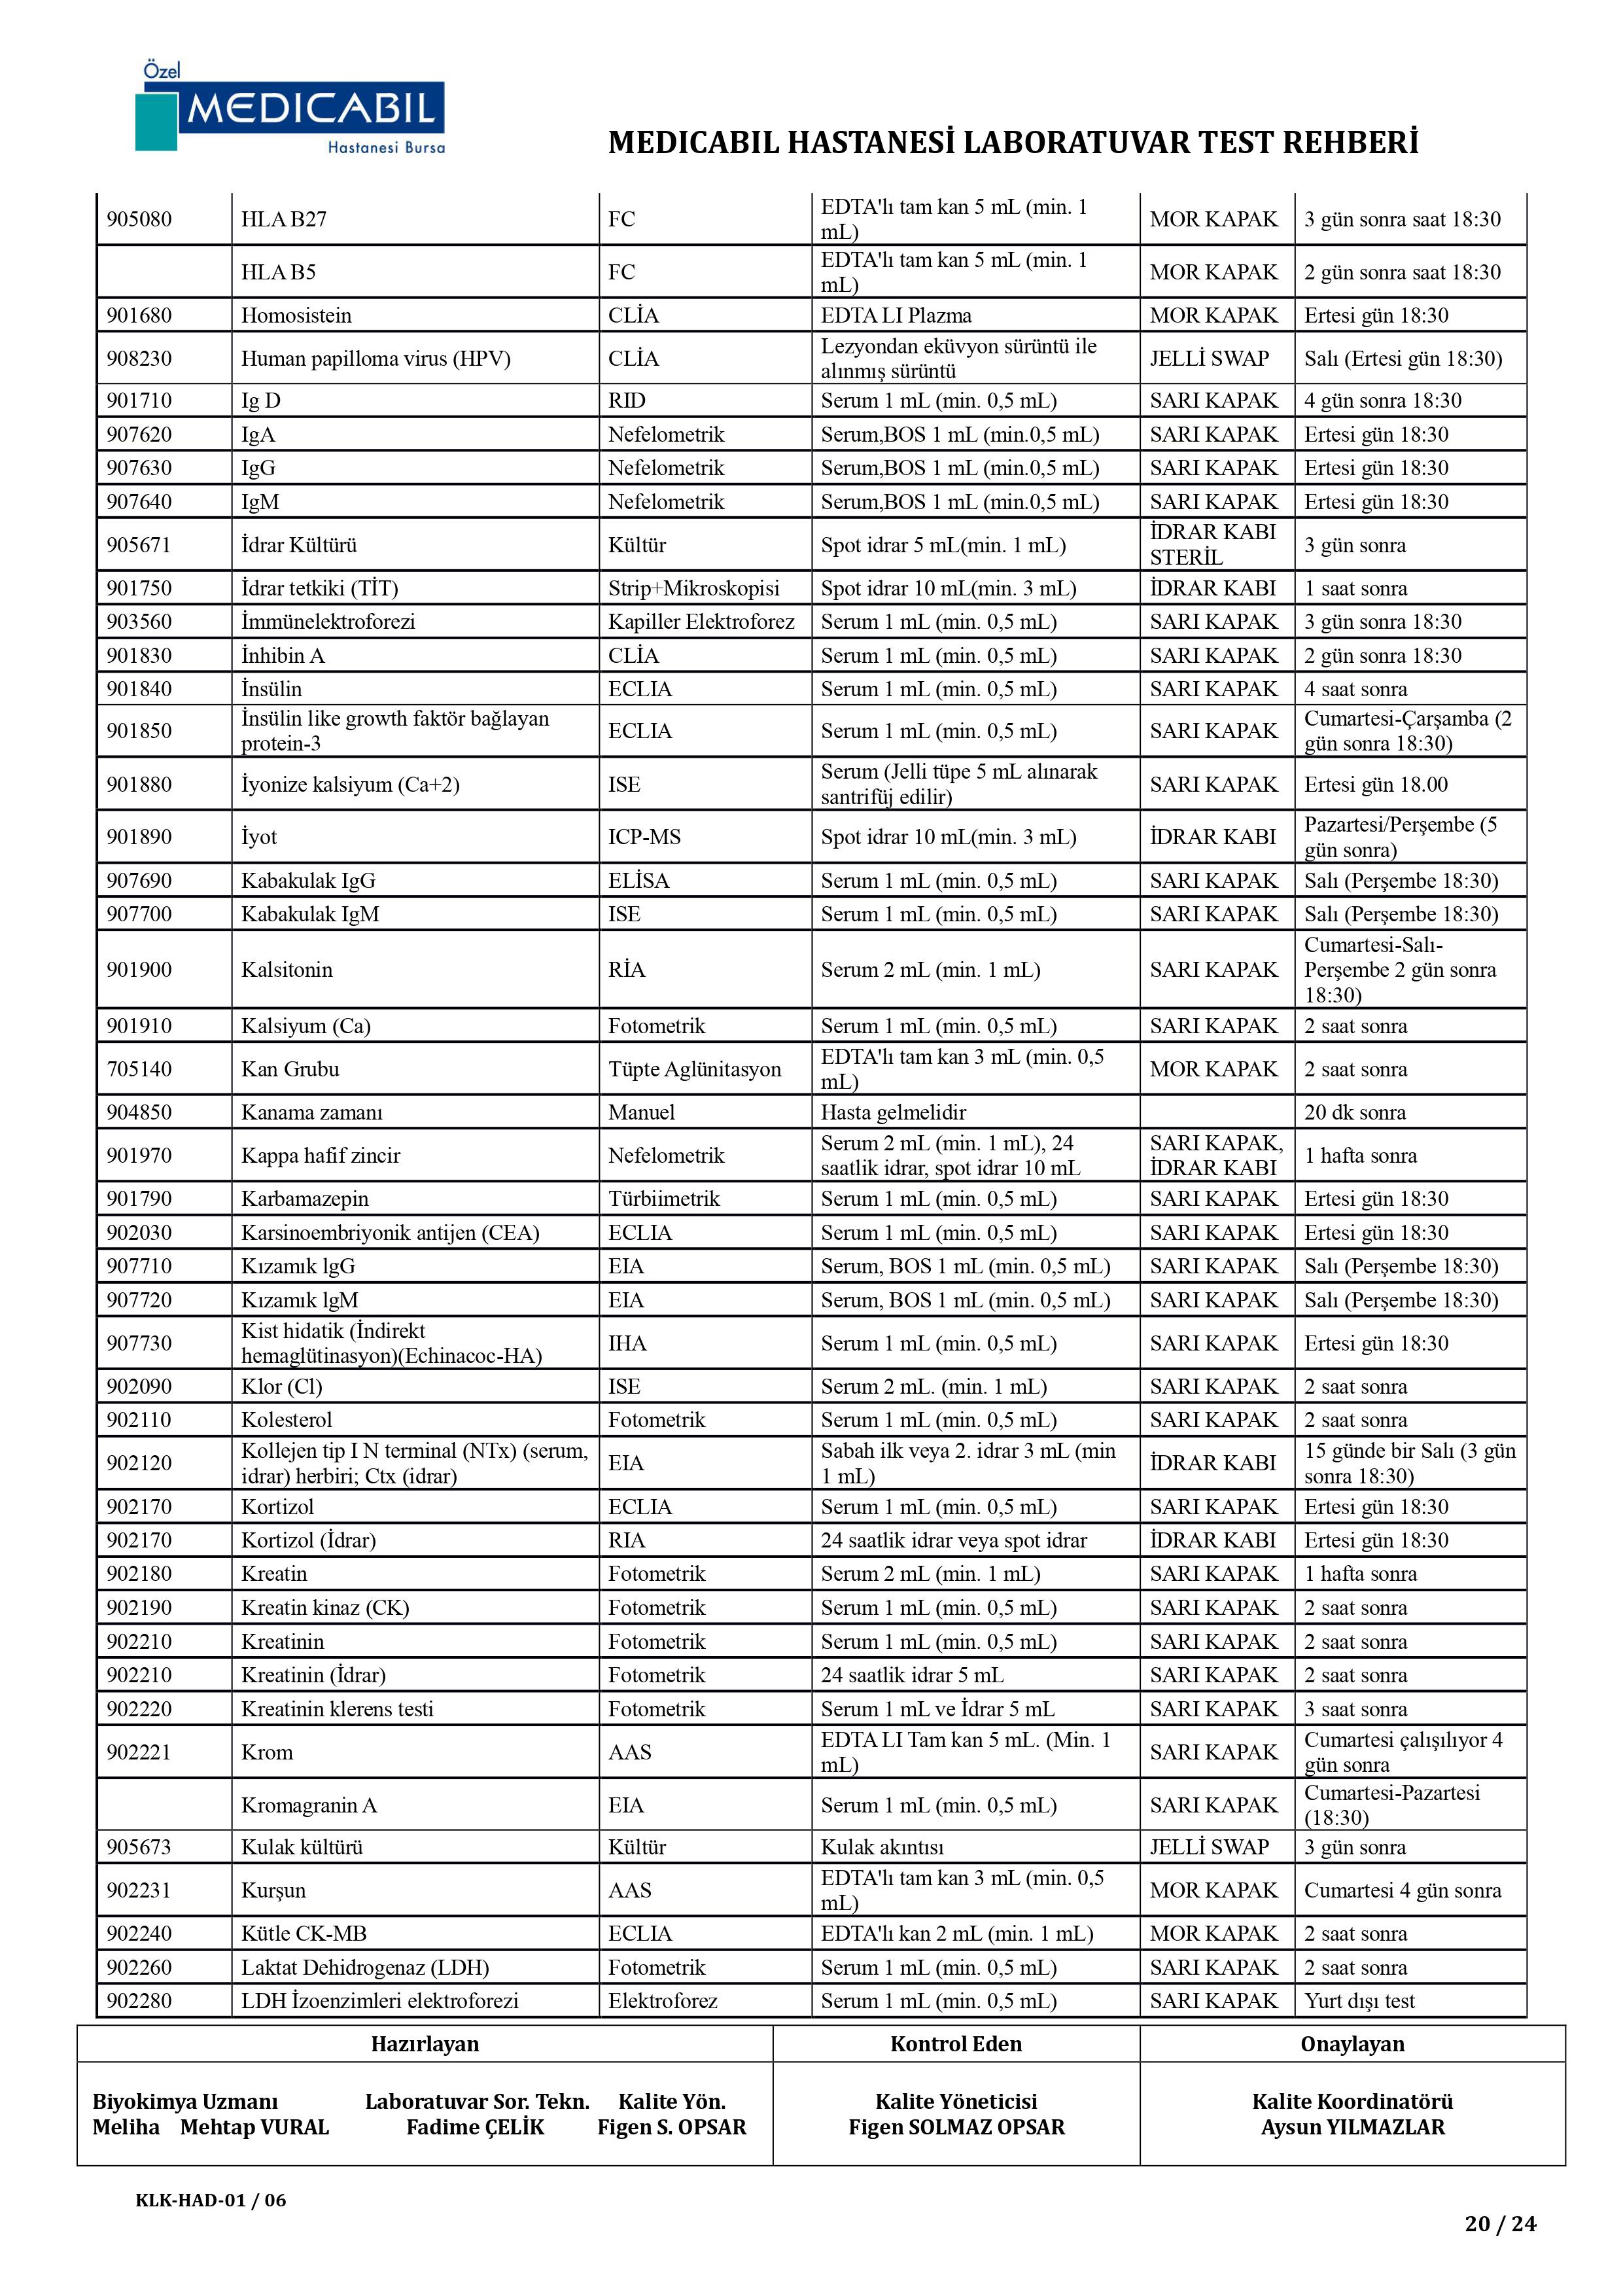 Özel
MEDICABIL
Hastanesi Bursa
MEDICABIL HASTANESİ LABORATUVAR TEST REHBERİ
905080 HLA B27 FC EDTA'lı tam kan 5 mL (min. 1 mL) MOR KAPAK 3 gün sonra saat 18:30
HLA B5 FC EDTA'lı tam kan 5 mL (min. 1 mL) MOR KAPAK 2 gün sonra saat 18:30
901680 Homosistein CLİA EDTA LI Plazma MOR KAPAK Ertesi gün 18:30
908230 Human papilloma virus (HPV) CLİA Lezyondan eküvyon sürüntü ile alınmış sürüntü JELLİ SWAP Salı (Ertesi gün 18:30)
901710 Ig D RID Serum 1 mL (min. 0,5 mL) SARI KAPAK 4 gün sonra 18:30
907620 IgA Nefelometrik Serum,BOS 1 mL (min.0,5 mL) SARI KAPAK Ertesi gün 18:30
907630 IgG Nefelometrik Serum,BOS 1 mL (min.0,5 mL) SARI KAPAK Ertesi gün 18:30
907640 IgM Nefelometrik Serum,BOS 1 mL (min.0,5 mL) SARI KAPAK Ertesi gün 18:30
905671 İdrar Kültürü Kültür Spot idrar 5 mL(min. 1 mL) İDRAR KABI STERİL 3 gün sonra
901750 İdrar tetkiki (TİT) Strip+Mikroskopisi Spot idrar 10 mL(min. 3 mL) İDRAR KABI 1 saat sonra
903560 İmmünelektroforezi Kapiller Elektroforez Serum 1 mL (min. 0,5 mL) SARI KAPAK 3 gün sonra 18:30
901830 İnhibin A CLİA Serum 1 mL (min. 0,5 mL) SARI KAPAK 2 gün sonra 18:30
901840 İnsülin ECLIA Serum 1 mL (min. 0,5 mL) SARI KAPAK 4 saat sonra
901850 İnsülin like growth faktör bağlayan protein-3 ECLIA Serum 1 mL (min. 0,5 mL) SARI KAPAK Cumartesi-Çarşamba (2 gün sonra 18:30)
901880 İyonize kalsiyum (Ca+2) ISE Serum (Jelli tüpe 5 mL alınarak santrifüj edilir) SARI KAPAK Ertesi gün 18.00
901890 İyot ICP-MS Spot idrar 10 mL(min. 3 mL) İDRAR KABI Pazartesi/Perşembe (5 gün sonra)
907690 Kabakulak IgG ELİSA Serum 1 mL (min. 0,5 mL) SARI KAPAK Salı (Perşembe 18:30)
907700 Kabakulak IgM ISE Serum 1 mL (min. 0,5 mL) SARI KAPAK Salı (Perşembe 18:30)
901900 Kalsitonin RİA Serum 2 mL (min. 1 mL) SARI KAPAK Cumartesi-Salı-Perşembe 2 gün sonra 18:30)
901910 Kalsiyum (Ca) Fotometrik Serum 1 mL (min. 0,5 mL) SARI KAPAK 2 saat sonra
705140 Kan Grubu Tüpte Aglünitasyon EDTA'lı tam kan 3 mL (min. 0,5 mL) MOR KAPAK 2 saat sonra
904850 Kanama zamanı Manuel Hasta gelmelidir 20 dk sonra
901970 Kappa hafif zincir Nefelometrik Serum 2 mL (min. 1 mL), 24 saatlik idrar, spot idrar 10 mL SARI KAPAK, İDRAR KABI 1 hafta sonra
901790 Karbamazepin Türbiimetrik Serum 1 mL (min. 0,5 mL) SARI KAPAK Ertesi gün 18:30
902030 Karsinoembriyonik antijen (CEA) ECLIA Serum 1 mL (min. 0,5 mL) SARI KAPAK Ertesi gün 18:30
907710 Kızamık lgG EIA Serum, BOS 1 mL (min. 0,5 mL) SARI KAPAK Salı (Perşembe 18:30)
907720 Kızamık lgM EIA Serum, BOS 1 mL (min. 0,5 mL) SARI KAPAK Salı (Perşembe 18:30)
907730 Kist hidatik (İndirekt hemaglütinasyon)(Echinacoc-HA) IHA Serum 1 mL (min. 0,5 mL) SARI KAPAK Ertesi gün 18:30
902090 Klor (Cl) ISE Serum 2 mL. (min. 1 mL) SARI KAPAK 2 saat sonra
902110 Kolesterol Fotometrik Serum 1 mL (min. 0,5 mL) SARI KAPAK 2 saat sonra
902120 Kollejen tip I N terminal (NTx) (serum, idrar) herbiri; Ctx (idrar) EIA Sabah ilk veya 2. idrar 3 mL (min 1 mL) İDRAR KABI 15 günde bir Salı (3 gün sonra 18:30)
902170 Kortizol ECLIA Serum 1 mL (min. 0,5 mL) SARI KAPAK Ertesi gün 18:30
902170 Kortizol (İdrar) RIA 24 saatlik idrar veya spot idrar İDRAR KABI Ertesi gün 18:30
902180 Kreatin Fotometrik Serum 2 mL (min. 1 mL) SARI KAPAK 1 hafta sonra
902190 Kreatin kinaz (CK) Fotometrik Serum 1 mL (min. 0,5 mL) SARI KAPAK 2 saat sonra
902210 Kreatinin Fotometrik Serum 1 mL (min. 0,5 mL) SARI KAPAK 2 saat sonra
902210 Kreatinin (İdrar) Fotometrik 24 saatlik idrar 5 mL SARI KAPAK 2 saat sonra
902220 Kreatinin klerens testi Fotometrik Serum 1 mL ve İdrar 5 mL SARI KAPAK 3 saat sonra
902221 Krom AAS EDTA LI Tam kan 5 mL. (Min. 1 mL) SARI KAPAK Cumartesi çalışılıyor 4 gün sonra
Kromagranin A EIA Serum 1 mL (min. 0,5 mL) SARI KAPAK Cumartesi-Pazartesi (18:30)
905673 Kulak kültürü Kültür Kulak akıntısı JELLİ SWAP 3 gün sonra
902231 Kurşun AAS EDTA'lı tam kan 3 mL (min. 0,5 mL) MOR KAPAK Cumartesi 4 gün sonra
902240 Kütle CK-MB ECLIA EDTA'lı kan 2 mL (min. 1 mL) MOR KAPAK 2 saat sonra
902260 Laktat Dehidrogenaz (LDH) Fotometrik Serum 1 mL (min. 0,5 mL) SARI KAPAK 2 saat sonra
902280 LDH İzoenzimleri elektroforezi Elektroforez Serum 1 mL (min. 0,5 mL) SARI KAPAK Yurt dışı test
Hazırlayan Kontrol Eden Onaylayan
Biyokimya Uzmanı Laboratuvar Sor. Tekn. Kalite Yön. Kalite Yöneticisi Kalite Koordinatörü
Meliha Mehtap VURAL Fadime ÇELİK Figen S. OPSAR Figen SOLMAZ OPSAR Aysun YILMAZLAR
KLK-HAD-01 / 06
20 / 24